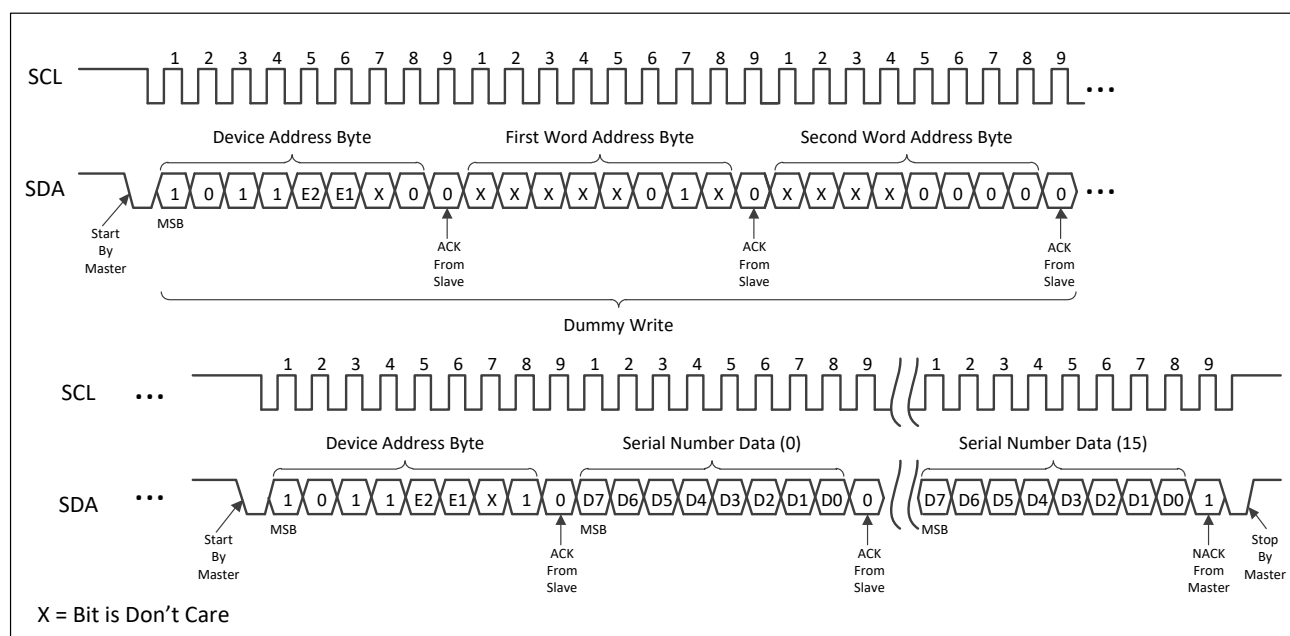 1 2 3 4 5 6 7 8 9 1 2 3 4 5 6 7 8 9 1 2 3 4 5 6 7 8 9
SCL ...
Device Address Byte First Word Address Byte Second Word Address Byte
SDA 1 0 1 1 E2 E1 X 0 0 X X X X X 0 1 X 0 X X X X 0 0 0 0 0 ...
MSB
Start By Master
ACK From Slave
ACK From Slave
ACK From Slave
Dummy Write
1 2 3 4 5 6 7 8 9 1 2 3 4 5 6 7 8 9 1 2 3 4 5 6 7 8 9
SCL ...
Device Address Byte Serial Number Data (0) Serial Number Data (15)
SDA ... 1 0 1 1 E2 E1 X 1 0 D7 D6 D5 D4 D3 D2 D1 D0 0 D7 D6 D5 D4 D3 D2 D1 D0 1
MSB MSB MSB
Start By Master
ACK From Slave
ACK From Slave
NACK From Master
Stop By Master
X = Bit is Don't Care